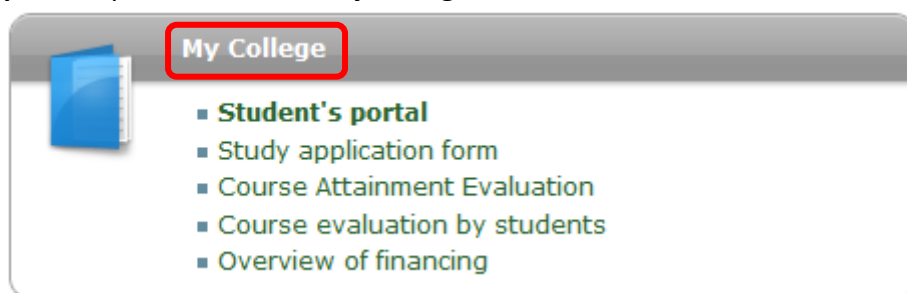 My College
Student's portal
Study application form
Course Attainment Evaluation
Course evaluation by students
Overview of financing